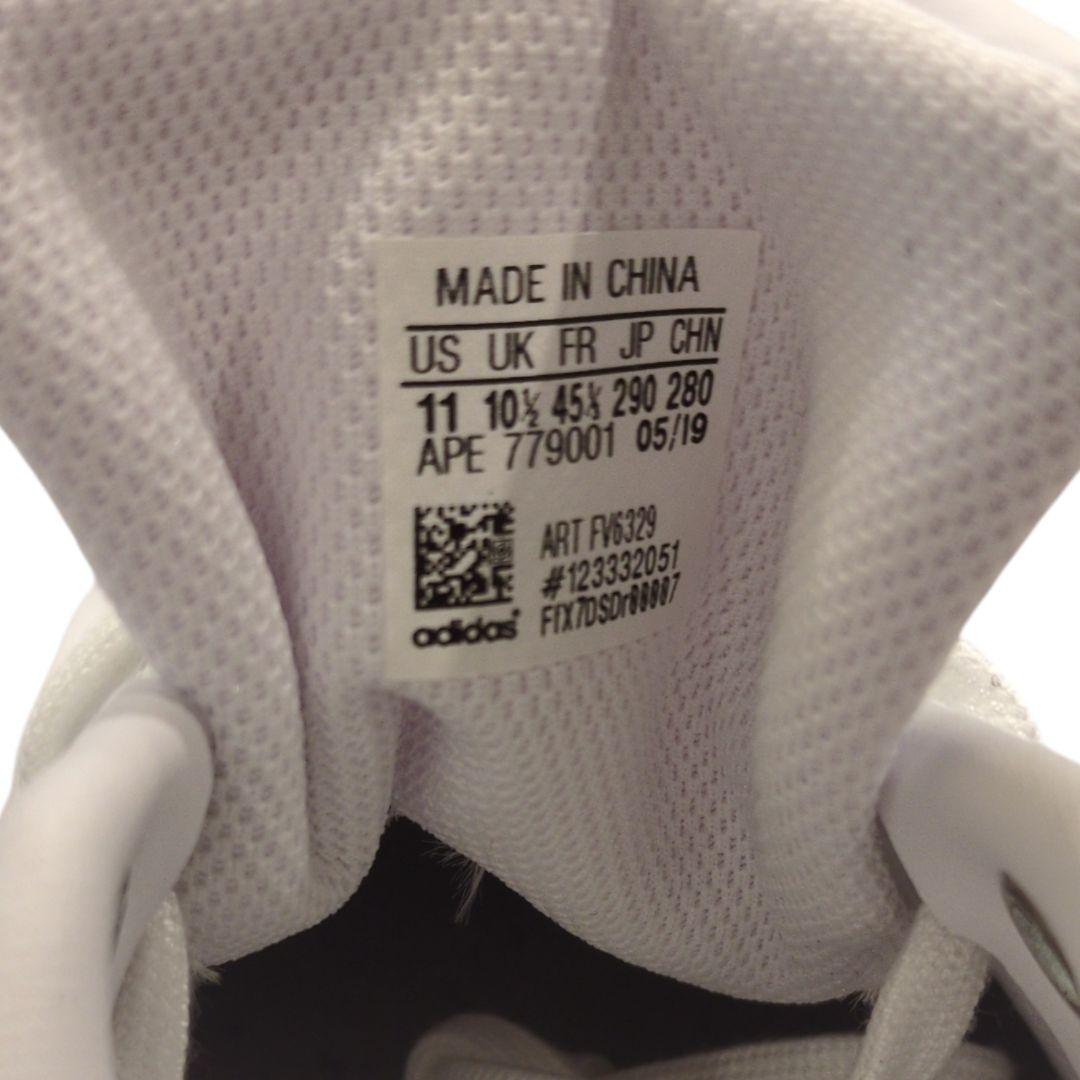 MADE IN CHINA
US UK FR JP CHN
11 10½ 45⅓ 290 280
APE 779001 05/19
ART FV6329
#123332051
adidas